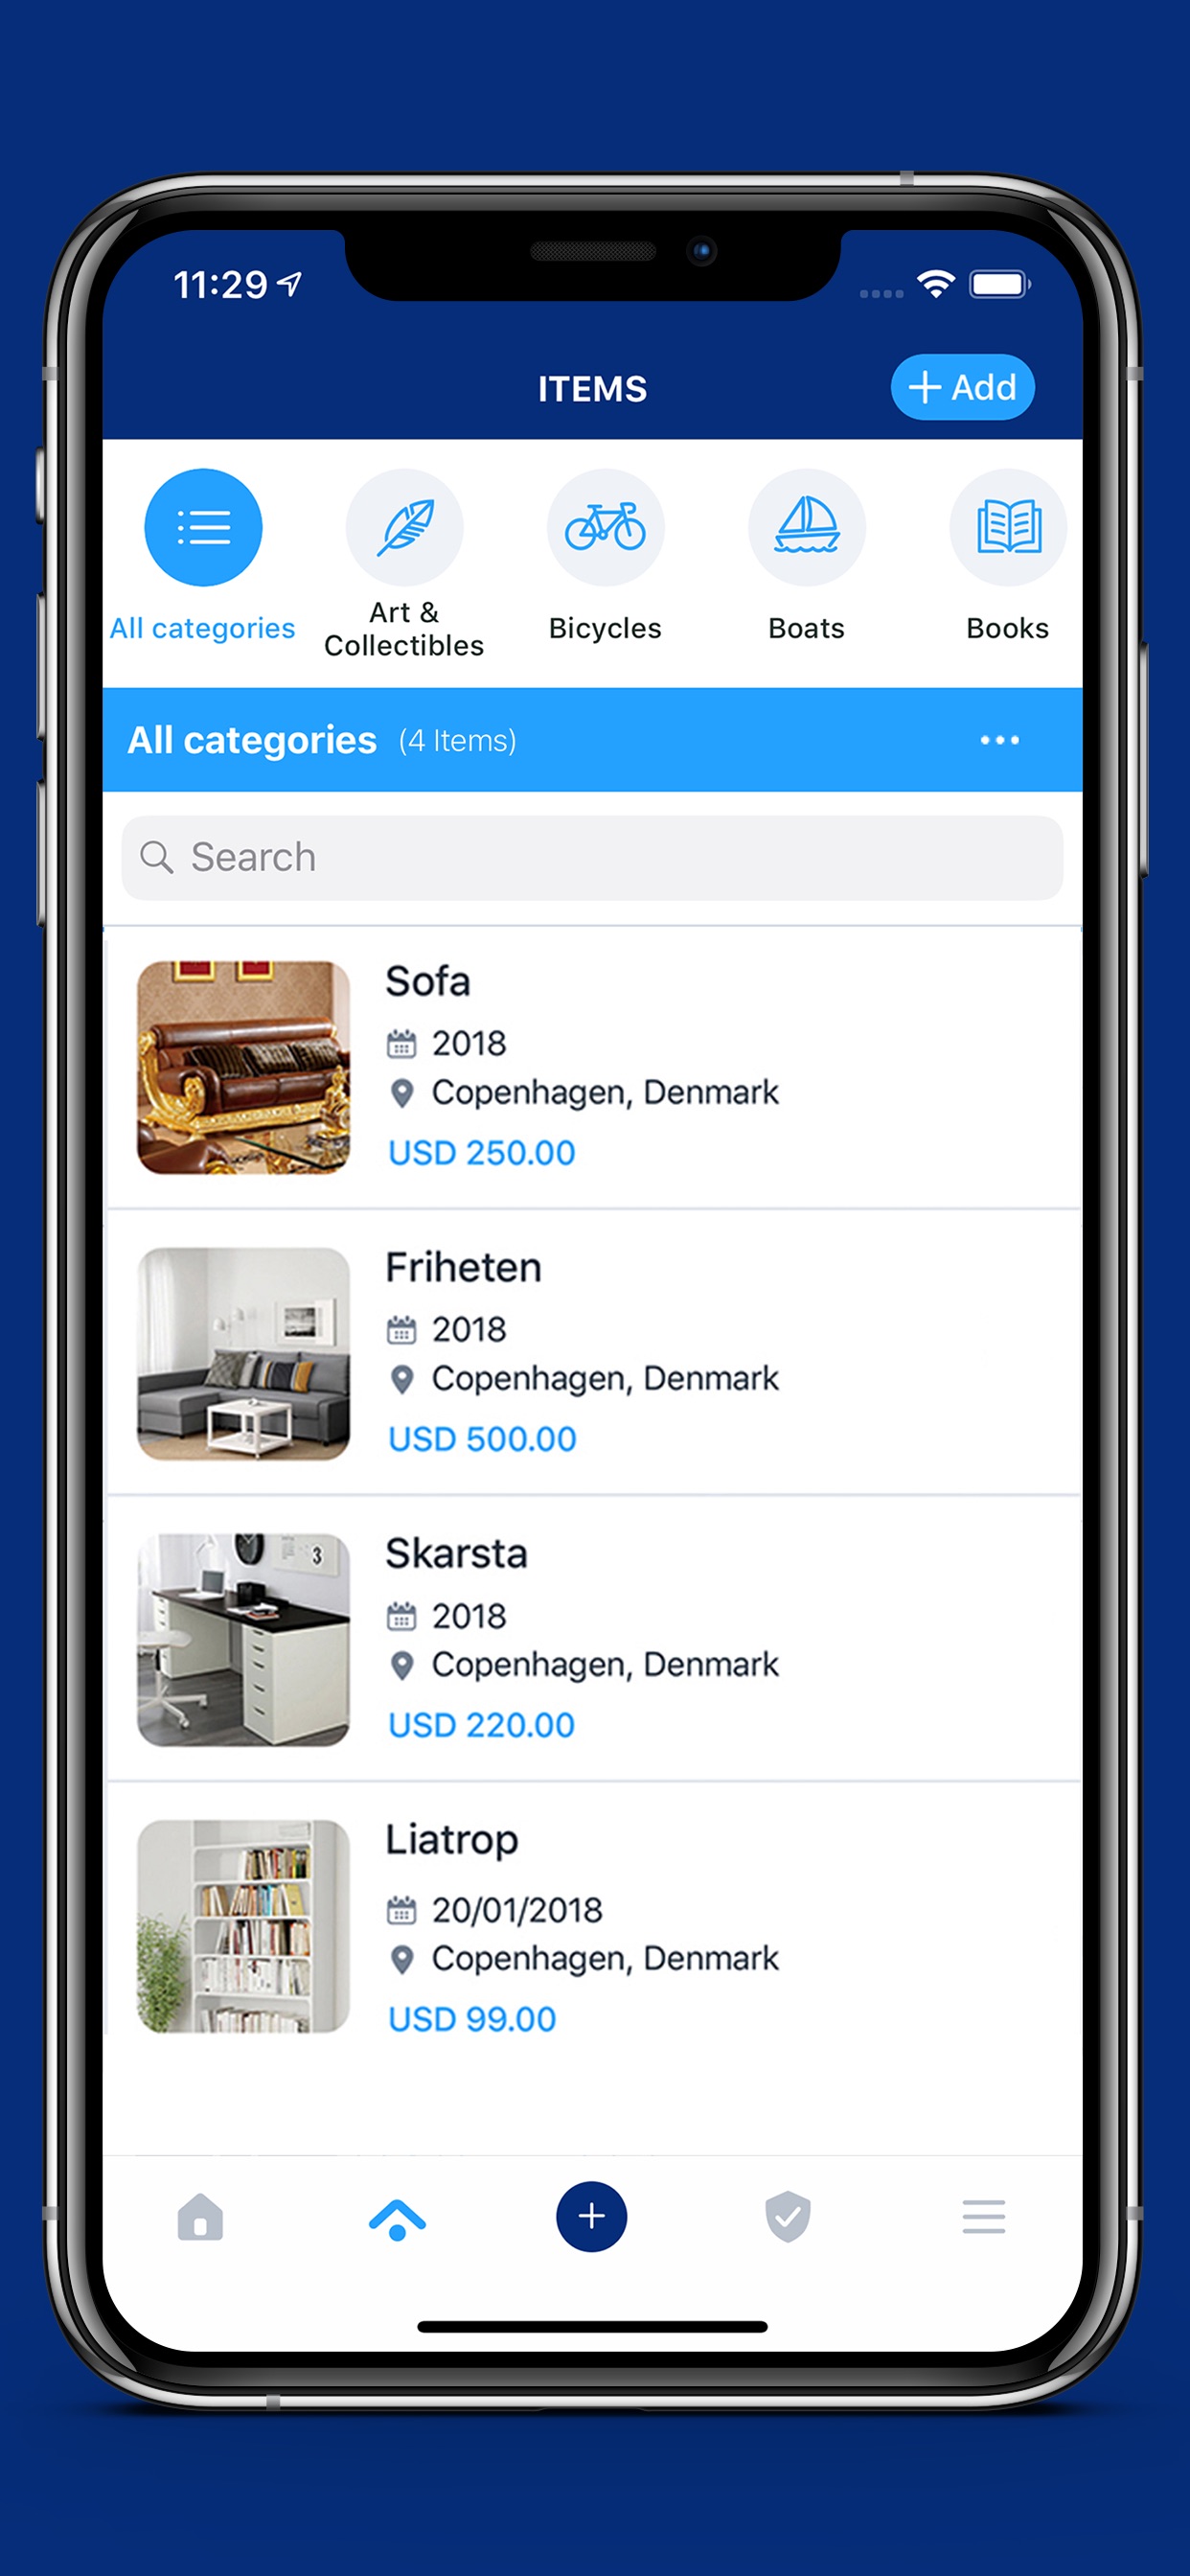 11:29
ITEMS
+ Add
All categories
Art &
Collectibles
Bicycles
Boats
Books
All categories (4 Items)
Search
Sofa
2018
Copenhagen, Denmark
USD 250.00
Friheten
2018
Copenhagen, Denmark
USD 500.00
Skarsta
3
2018
Copenhagen, Denmark
USD 220.00
Liatrop
20/01/2018
Copenhagen, Denmark
USD 99.00